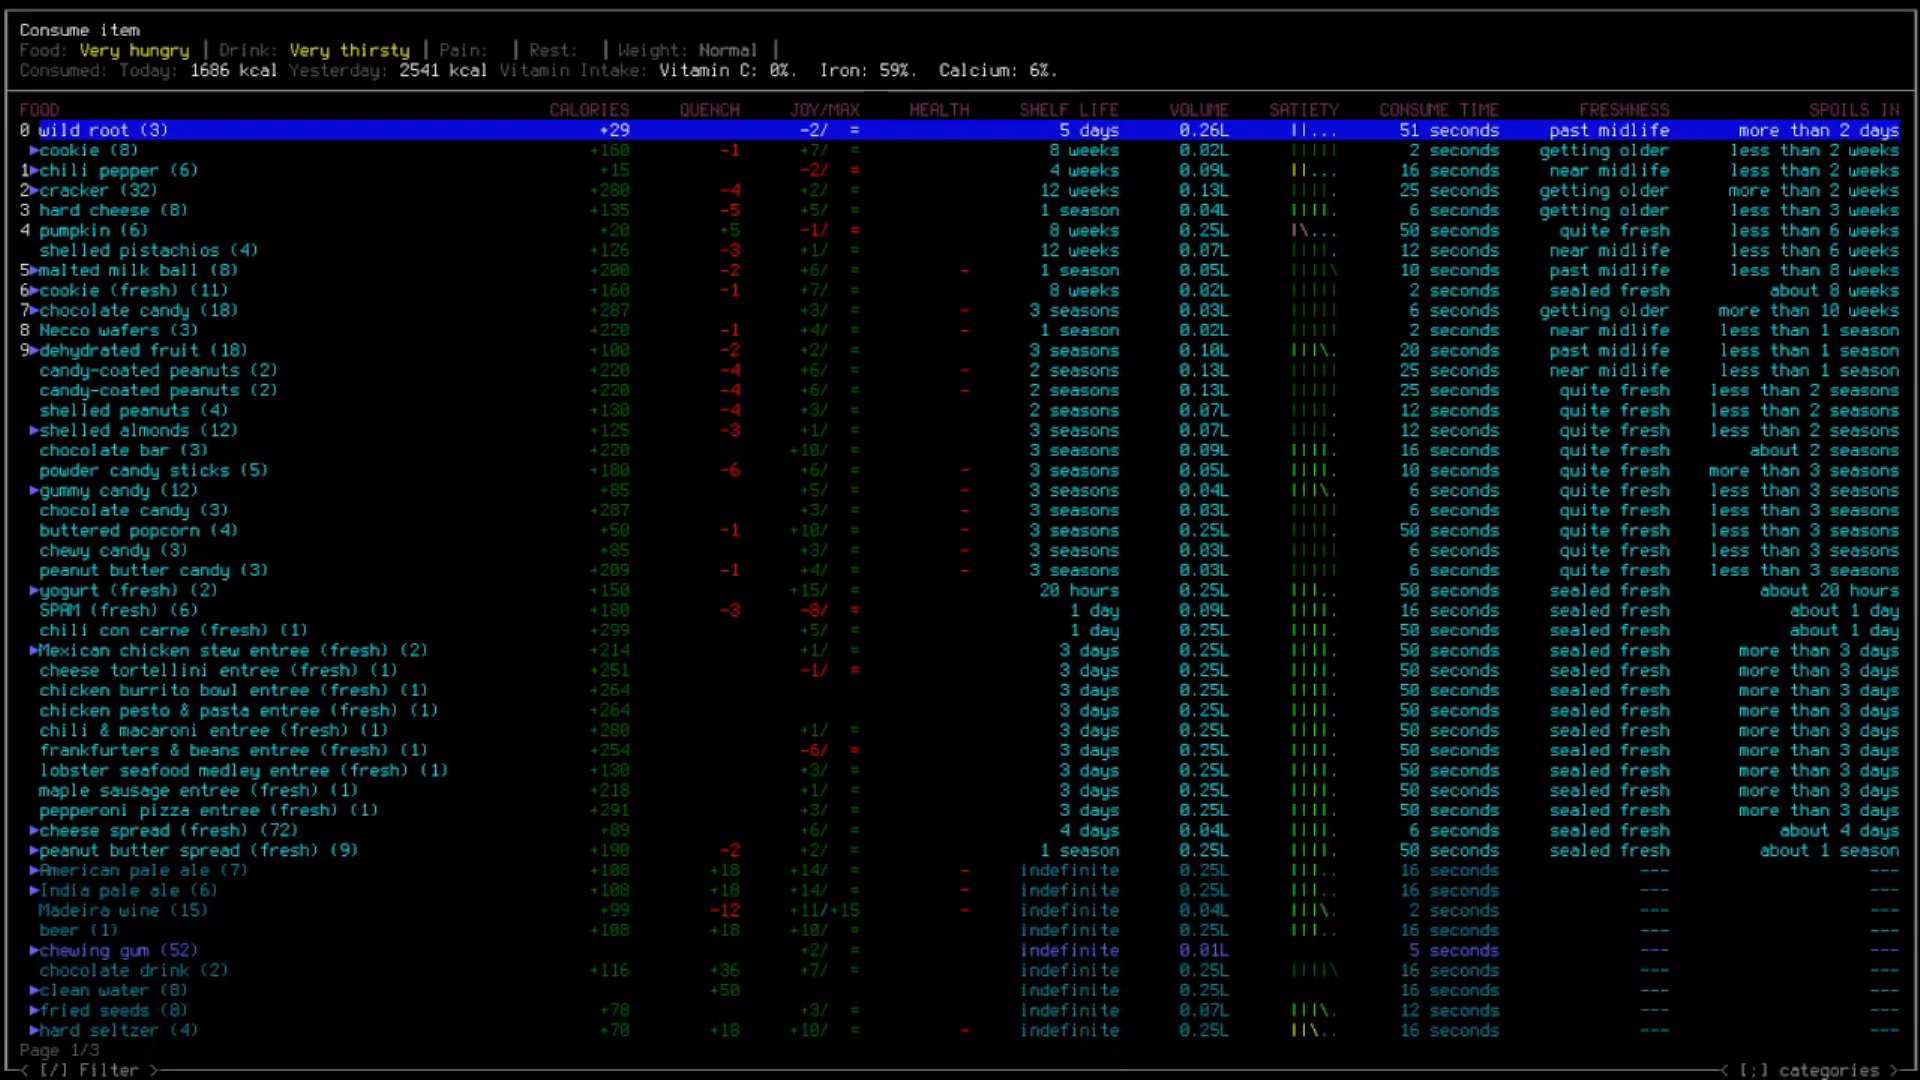 Consume item
Food: Very hungry | Drink: Very thirsty | Pain: | Rest: | Weight: Normal |
Consumed: Today: 1686 kcal Yesterday: 2541 kcal Vitamin Intake: Vitamin C: 0%. Iron: 59%. Calcium: 6%.
FOOD CALORIES QUENCH JOY/MAX HEALTH SHELF LIFE VOLUME SATIETY CONSUME TIME FRESHNESS SPOILS IN
0 wild root (3) +29 -2/ = 5 days 0.26L ||... 51 seconds past midlife more than 2 days
▶cookie (8) +160 -1 +7/ = 8 weeks 0.02L ||||| 2 seconds getting older less than 2 weeks
1▶chili pepper (6) +15 -2/ = 4 weeks 0.09L ||... 16 seconds near midlife less than 2 weeks
2▶cracker (32) +280 -4 +2/ = 12 weeks 0.13L ||||. 25 seconds getting older more than 2 weeks
3 hard cheese (8) +135 -5 +5/ = 1 season 0.04L ||||. 6 seconds getting older less than 3 weeks
4 pumpkin (6) +20 +5 -1/ = 8 weeks 0.25L |\... 50 seconds quite fresh less than 6 weeks
shelled pistachios (4) +126 -3 +1/ = 12 weeks 0.07L ||||. 12 seconds near midlife less than 6 weeks
5▶malted milk ball (8) +200 -2 +6/ = - 1 season 0.05L ||||\ 10 seconds past midlife less than 8 weeks
6▶cookie (fresh) (11) +160 -1 +7/ = 8 weeks 0.02L ||||| 2 seconds sealed fresh about 8 weeks
7▶chocolate candy (18) +287 +3/ = - 3 seasons 0.03L ||||| 6 seconds getting older more than 10 weeks
8 Necco wafers (3) +220 -1 +4/ = - 1 season 0.02L ||||| 2 seconds near midlife less than 1 season
9▶dehydrated fruit (18) +100 -2 +2/ = 3 seasons 0.10L |||\. 20 seconds past midlife less than 1 season
candy-coated peanuts (2) +220 -4 +6/ = - 2 seasons 0.13L ||||. 25 seconds near midlife less than 1 season
candy-coated peanuts (2) +220 -4 +6/ = - 2 seasons 0.13L ||||. 25 seconds quite fresh less than 2 seasons
shelled peanuts (4) +130 -4 +3/ = 2 seasons 0.07L ||||. 12 seconds quite fresh less than 2 seasons
▶shelled almonds (12) +125 -3 +1/ = 3 seasons 0.07L ||||. 12 seconds quite fresh less than 2 seasons
chocolate bar (3) +220 +10/ = 3 seasons 0.09L ||||. 16 seconds quite fresh about 2 seasons
powder candy sticks (5) +180 -6 +6/ = - 3 seasons 0.05L ||||. 10 seconds quite fresh more than 3 seasons
▶gummy candy (12) +85 +5/ = - 3 seasons 0.04L |||\. 6 seconds quite fresh less than 3 seasons
chocolate candy (3) +287 +3/ = - 3 seasons 0.03L ||||| 6 seconds quite fresh less than 3 seasons
buttered popcorn (4) +50 -1 +10/ = - 3 seasons 0.25L ||||. 50 seconds quite fresh less than 3 seasons
chewy candy (3) +85 +3/ = - 3 seasons 0.03L ||||| 6 seconds quite fresh less than 3 seasons
peanut butter candy (3) +209 -1 +4/ = - 3 seasons 0.03L ||||| 6 seconds quite fresh less than 3 seasons
▶yogurt (fresh) (2) +150 +15/ = 20 hours 0.25L |||.. 50 seconds sealed fresh about 20 hours
SPAM (fresh) (6) +180 -3 -8/ = 1 day 0.09L ||||. 16 seconds sealed fresh about 1 day
chili con carne (fresh) (1) +299 +5/ = 1 day 0.25L ||||. 50 seconds sealed fresh about 1 day
▶Mexican chicken stew entree (fresh) (2) +214 +1/ = 3 days 0.25L ||||. 50 seconds sealed fresh more than 3 days
cheese tortellini entree (fresh) (1) +251 -1/ = 3 days 0.25L ||||. 50 seconds sealed fresh more than 3 days
chicken burrito bowl entree (fresh) (1) +264 3 days 0.25L ||||. 50 seconds sealed fresh more than 3 days
chicken pesto & pasta entree (fresh) (1) +264 3 days 0.25L ||||. 50 seconds sealed fresh more than 3 days
chili & macaroni entree (fresh) (1) +280 +1/ = 3 days 0.25L ||||. 50 seconds sealed fresh more than 3 days
frankfurters & beans entree (fresh) (1) +254 -6/ = 3 days 0.25L ||||. 50 seconds sealed fresh more than 3 days
lobster seafood medley entree (fresh) (1) +130 +3/ = 3 days 0.25L ||||. 50 seconds sealed fresh more than 3 days
maple sausage entree (fresh) (1) +218 +1/ = 3 days 0.25L ||||. 50 seconds sealed fresh more than 3 days
pepperoni pizza entree (fresh) (1) +291 +3/ = 3 days 0.25L ||||. 50 seconds sealed fresh more than 3 days
▶cheese spread (fresh) (72) +89 +6/ = 4 days 0.04L ||||. 6 seconds sealed fresh about 4 days
▶peanut butter spread (fresh) (9) +190 -2 +2/ = 1 season 0.25L ||||. 50 seconds sealed fresh about 1 season
▶American pale ale (7) +108 +18 +14/ = - indefinite 0.25L |||.. 16 seconds --- ---
▶India pale ale (6) +108 +18 +14/ = - indefinite 0.25L |||.. 16 seconds --- ---
Madeira wine (15) +99 -12 +11/+15 - indefinite 0.04L |||\. 2 seconds --- ---
beer (1) +108 +18 +10/ = indefinite 0.25L |||.. 16 seconds --- ---
▶chewing gum (52) +2/ = indefinite 0.01L 5 seconds --- ---
chocolate drink (2) +116 +36 +7/ = indefinite 0.25L ||||\ 16 seconds --- ---
▶clean water (8) +50 indefinite 0.25L 16 seconds --- ---
▶fried seeds (8) +78 +3/ = indefinite 0.07L |||\. 12 seconds --- ---
▶hard seltzer (4) +70 +18 +10/ = - indefinite 0.25L ||\.. 16 seconds --- ---
Page 1/3
< [/] Filter > < [;] categories >